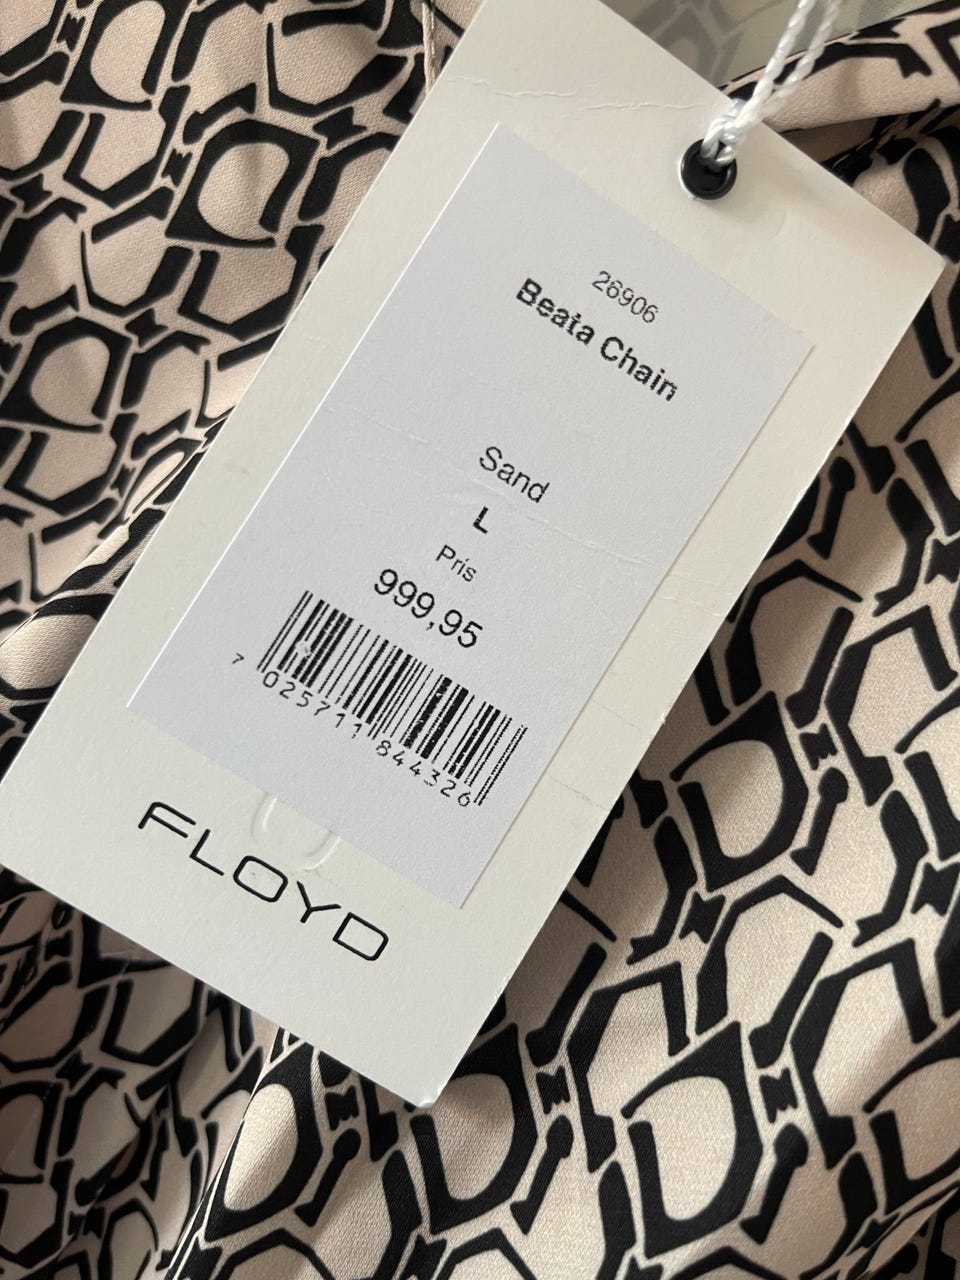 26906
Beata Chain
Sand
L
Pris
999,95
7 025711 844326
FLOYD